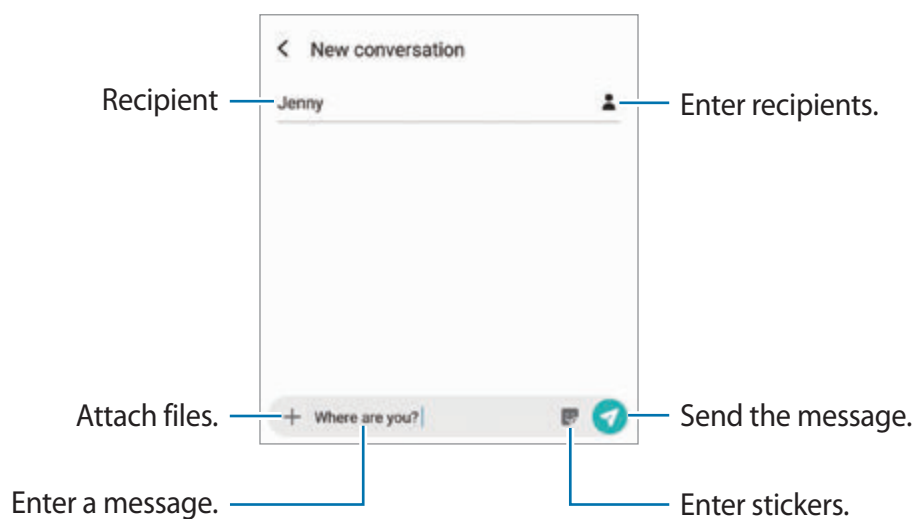 New conversation
Recipient
Jenny
Enter recipients.
Attach files.
Where are you?
Send the message.
Enter a message.
Enter stickers.